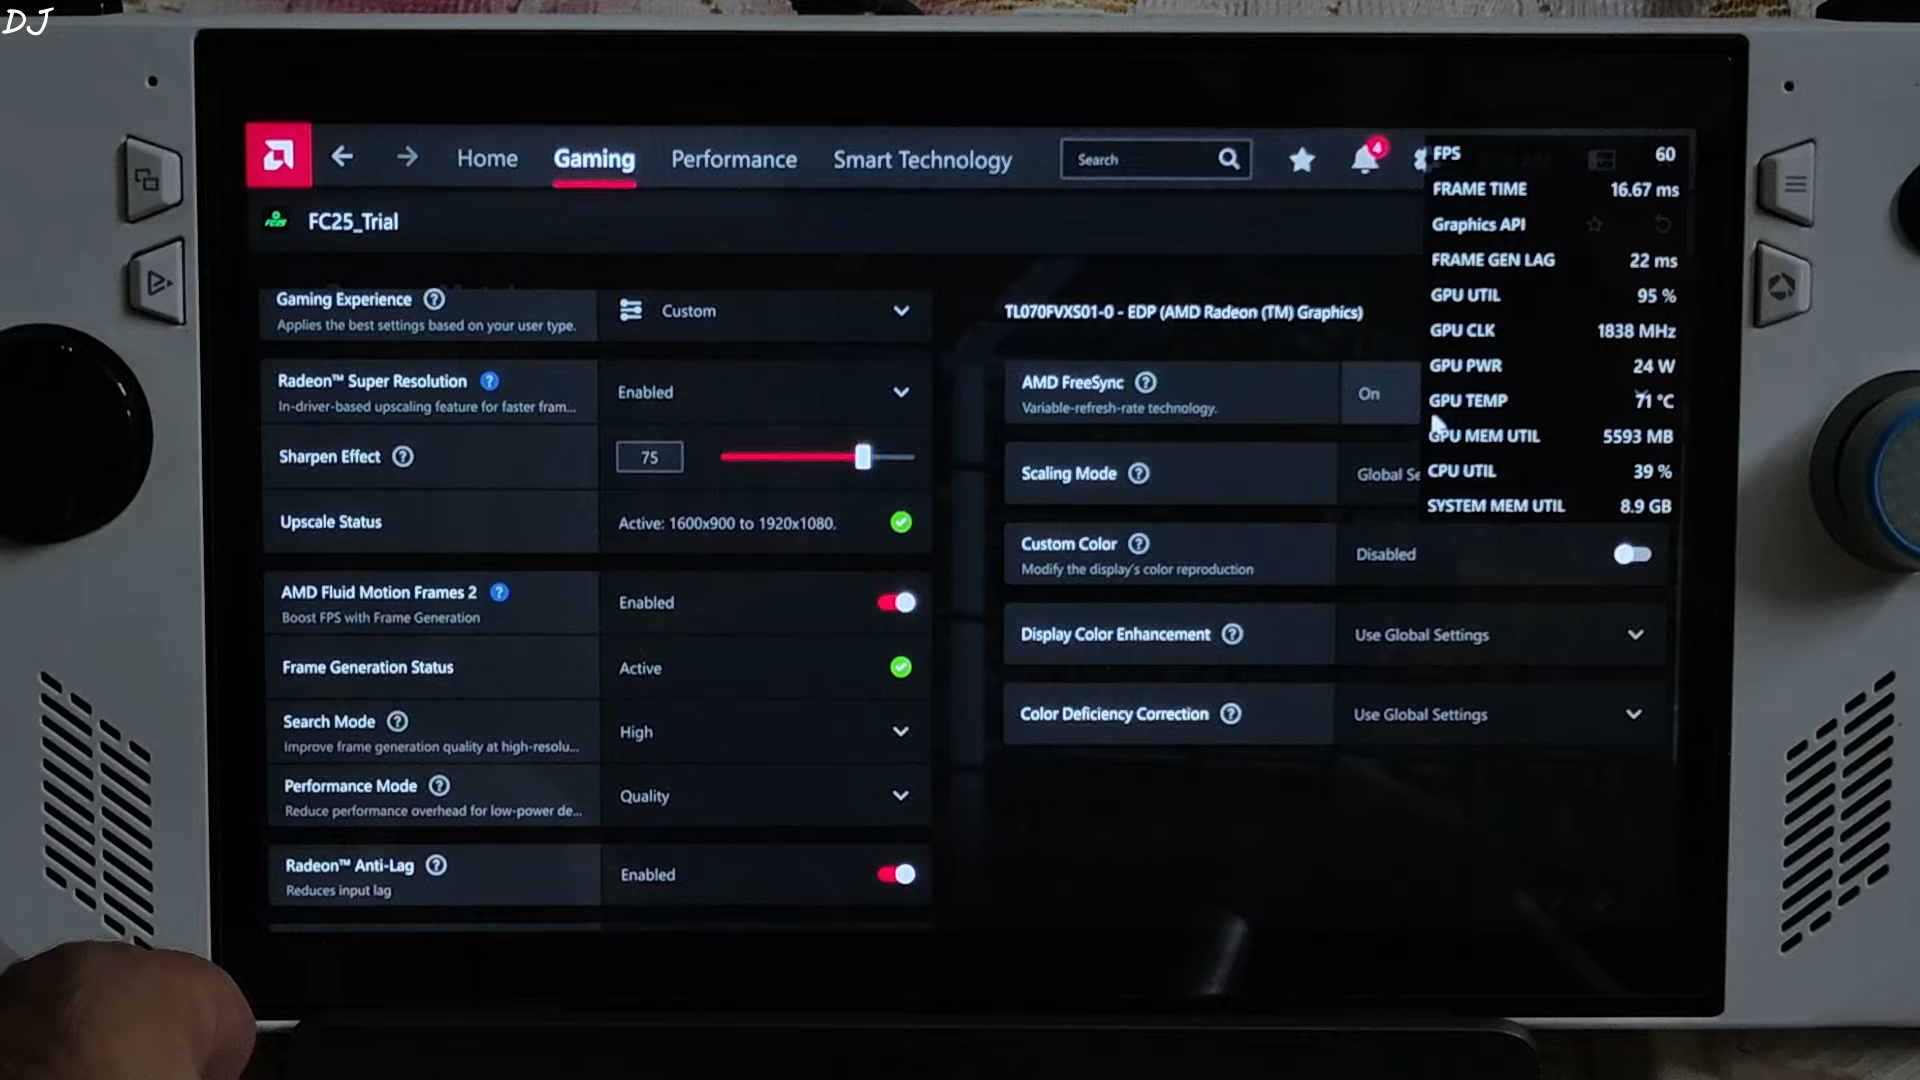 DJ
Home Gaming Performance Smart Technology Search 4
FC25_Trial
Gaming Experience ?
Applies the best settings based on your user type.
Custom
Radeon™ Super Resolution ?
In-driver-based upscaling feature for faster fram...
Enabled
Sharpen Effect ? 75
Upscale Status Active: 1600x900 to 1920x1080.
AMD Fluid Motion Frames 2 ?
Boost FPS with Frame Generation
Enabled
Frame Generation Status Active
Search Mode ?
Improve frame generation quality at high-resolu...
High
Performance Mode ?
Reduce performance overhead for low-power de...
Quality
Radeon™ Anti-Lag ?
Reduces input lag
Enabled
TL070FVXS01-0 - EDP (AMD Radeon (TM) Graphics)
AMD FreeSync ?
Variable-refresh-rate technology.
On
Scaling Mode ? Global Se
Custom Color ?
Modify the display's color reproduction
Disabled
Display Color Enhancement ? Use Global Settings
Color Deficiency Correction ? Use Global Settings
FPS 60
FRAME TIME 16.67 ms
Graphics API
FRAME GEN LAG 22 ms
GPU UTIL 95 %
GPU CLK 1838 MHz
GPU PWR 24 W
GPU TEMP 71 °C
GPU MEM UTIL 5593 MB
CPU UTIL 39 %
SYSTEM MEM UTIL 8.9 GB